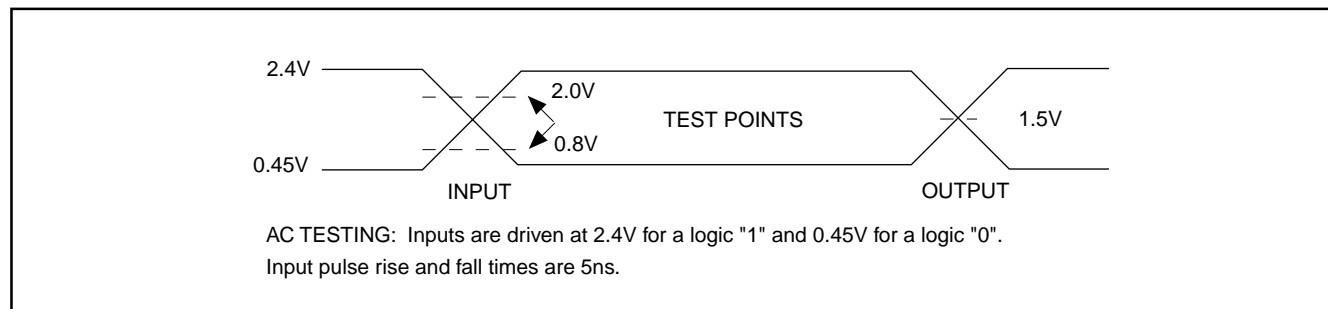 2.4V
2.0V
TEST POINTS
1.5V
0.8V
0.45V
INPUT
OUTPUT
AC TESTING: Inputs are driven at 2.4V for a logic "1" and 0.45V for a logic "0".
Input pulse rise and fall times are 5ns.